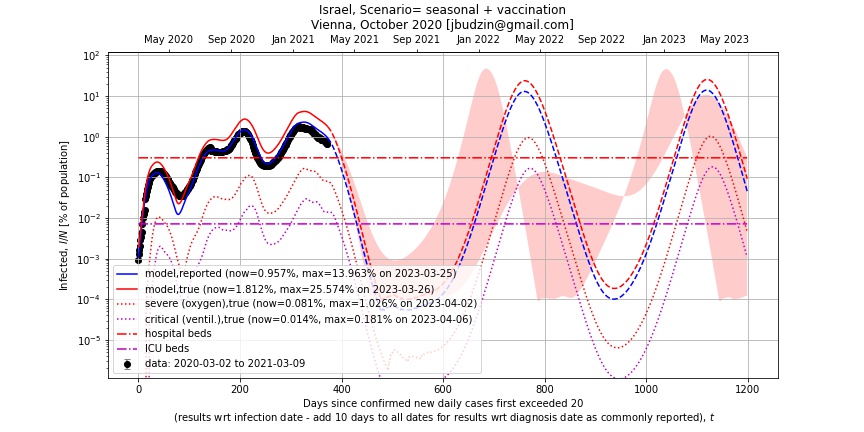 Israel, Scenario= seasonal + vaccination
Vienna, October 2020 [jbudzin@gmail.com]
May 2020 Sep 2020 Jan 2021 May 2021 Sep 2021 Jan 2022 May 2022 Sep 2022 Jan 2023 May 2023
10²
10¹
10⁰
10⁻¹
10⁻²
10⁻³
10⁻⁴
10⁻⁵
Infected, I/N [% of population]
model,reported (now=0.957%, max=13.963% on 2023-03-25)
model,true (now=1.812%, max=25.574% on 2023-03-26)
severe (oxygen),true (now=0.081%, max=1.026% on 2023-04-02)
critical (ventil.),true (now=0.014%, max=0.181% on 2023-04-06)
hospital beds
ICU beds
data: 2020-03-02 to 2021-03-09
0 200 400 600 800 1000 1200
Days since confirmed new daily cases first exceeded 20
(results wrt infection date - add 10 days to all dates for results wrt diagnosis date as commonly reported), t